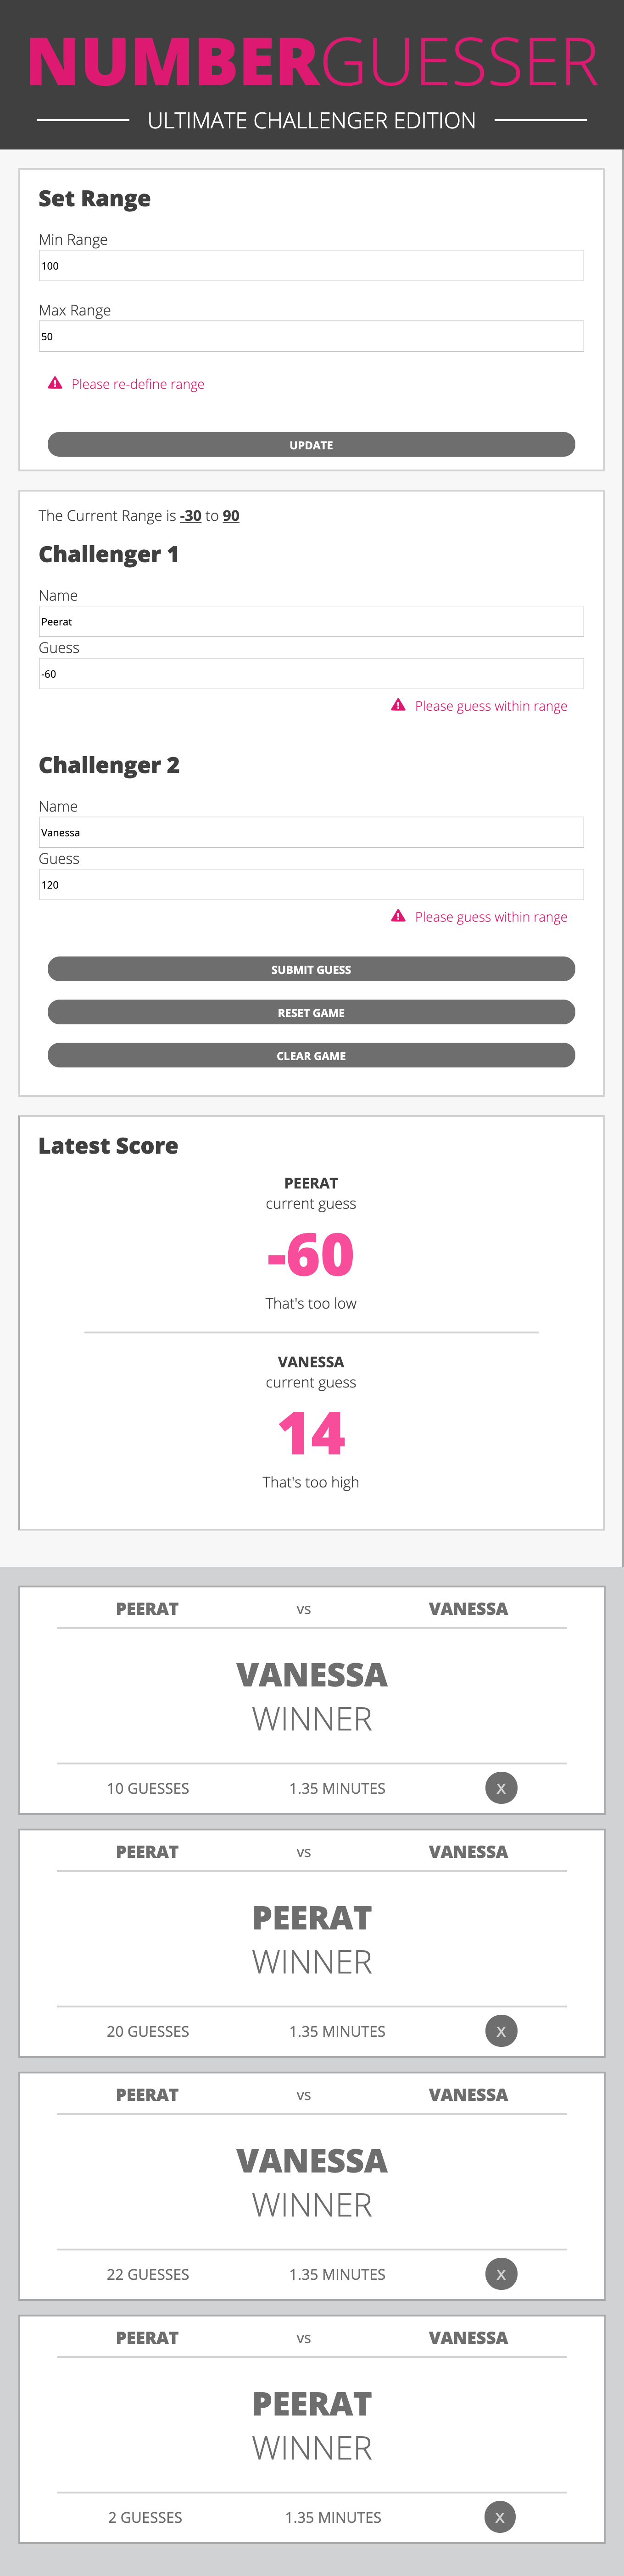 NUMBERGUESSER
ULTIMATE CHALLENGER EDITION
Set Range
Min Range
100
Max Range
50
Please re-define range
UPDATE
The Current Range is -30 to 90
Challenger 1
Name
Peerat
Guess
-60
Please guess within range
Challenger 2
Name
Vanessa
Guess
120
Please guess within range
SUBMIT GUESS
RESET GAME
CLEAR GAME
Latest Score
PEERAT
current guess
-60
That's too low
VANESSA
current guess
14
That's too high
PEERAT vs VANESSA
VANESSA
WINNER
10 GUESSES 1.35 MINUTES X
PEERAT vs VANESSA
PEERAT
WINNER
20 GUESSES 1.35 MINUTES X
PEERAT vs VANESSA
VANESSA
WINNER
22 GUESSES 1.35 MINUTES X
PEERAT vs VANESSA
PEERAT
WINNER
2 GUESSES 1.35 MINUTES X